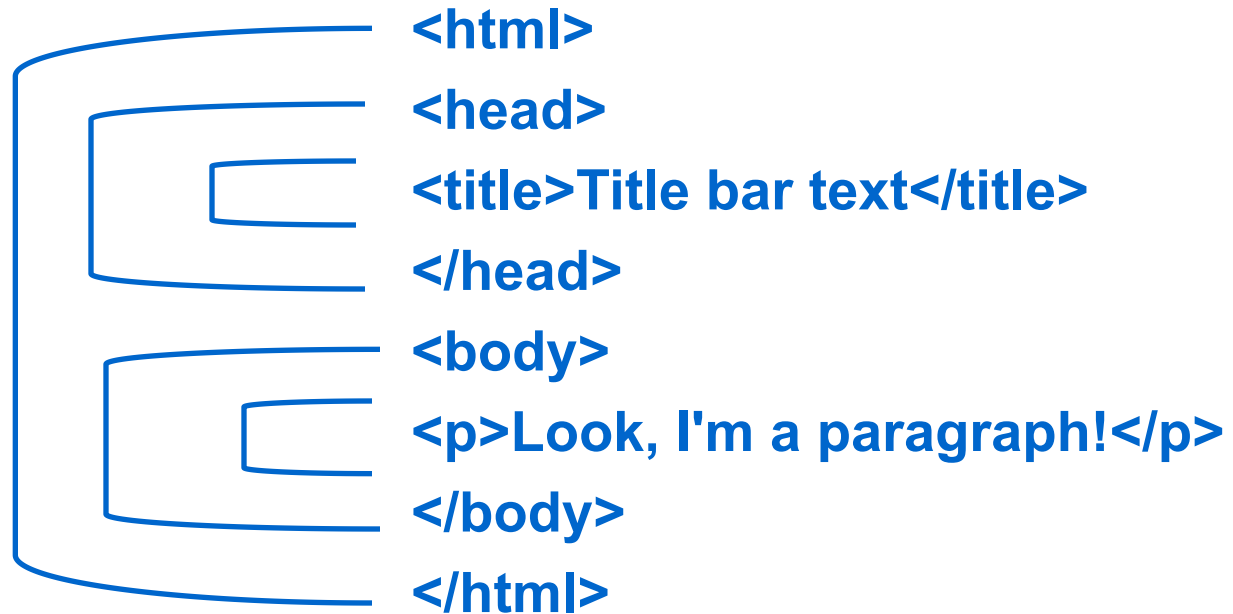 <html>
<head>
<title>Title bar text</title>
</head>
<body>
<p>Look, I'm a paragraph!</p>
</body>
</html>